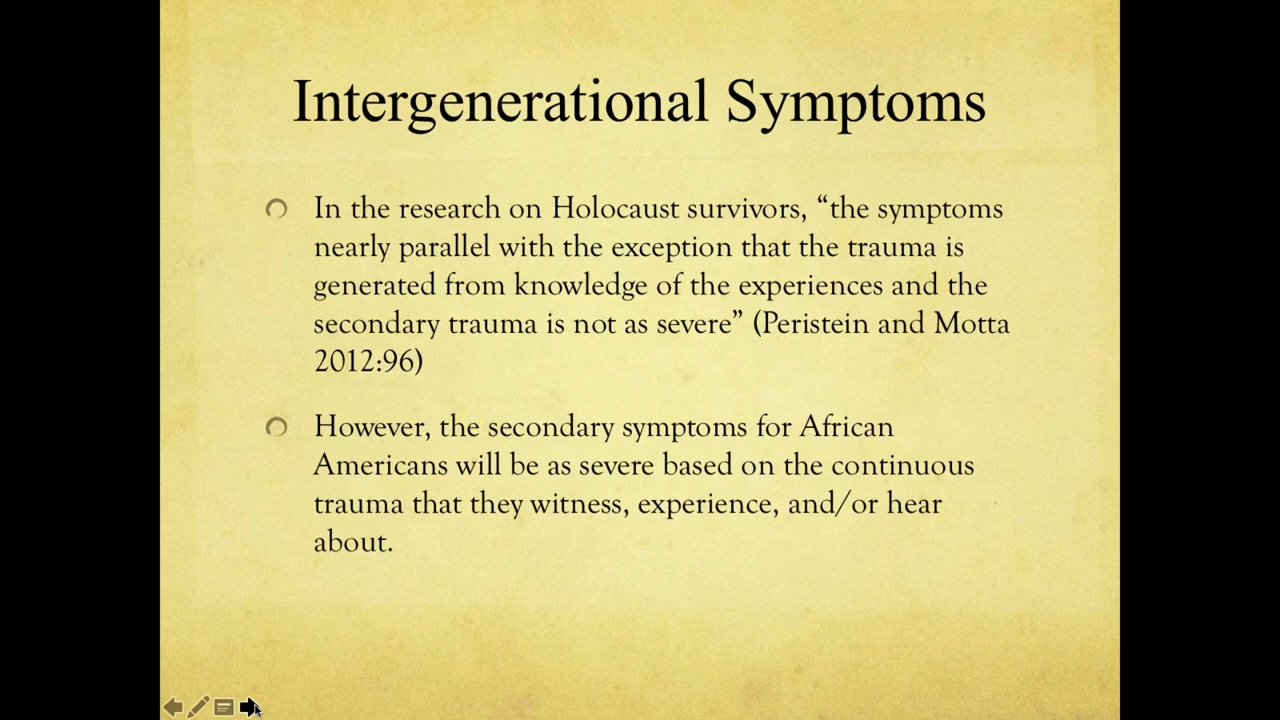 Intergenerational Symptoms
In the research on Holocaust survivors, “the symptoms
nearly parallel with the exception that the trauma is
generated from knowledge of the experiences and the
secondary trauma is not as severe” (Peristein and Motta
2012:96)
However, the secondary symptoms for African
Americans will be as severe based on the continuous
trauma that they witness, experience, and/or hear
about.